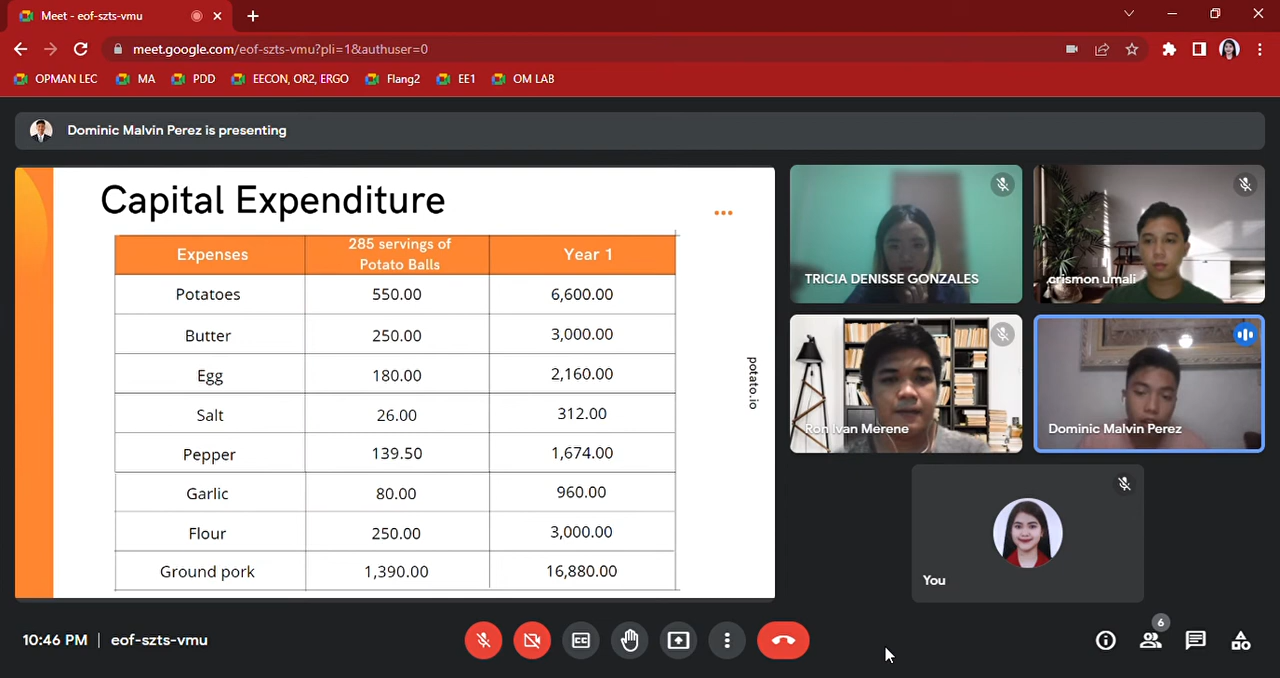 Meet - eof-szts-vmu
meet.google.com/eof-szts-vmu?pli=1&authuser=0
OPMAN LEC MA PDD EECON, OR2, ERGO Flang2 EE1 OM LAB
Dominic Malvin Perez is presenting
Capital Expenditure
Expenses 285 servings of Potato Balls Year 1
Potatoes 550.00 6,600.00
Butter 250.00 3,000.00
Egg 180.00 2,160.00
Salt 26.00 312.00
Pepper 139.50 1,674.00
Garlic 80.00 960.00
Flour 250.00 3,000.00
Ground pork 1,390.00 16,880.00
potato.io
TRICIA DENISSE GONZALES
crismon umali
Ron Ivan Merene
Dominic Malvin Perez
You
10:46 PM | eof-szts-vmu
CC
6